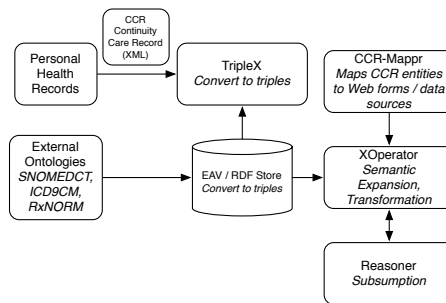 CCR
Continuity
Care Record
(XML)
Personal
Health
Records
TripleX
Convert to triples
CCR-Mappr
Maps CCR entities
to Web forms / data
sources
External
Ontologies
SNOMEDCT,
ICD9CM,
RxNORM
EAV / RDF Store
Convert to triples
XOperator
Semantic
Expansion,
Transformation
Reasoner
Subsumption